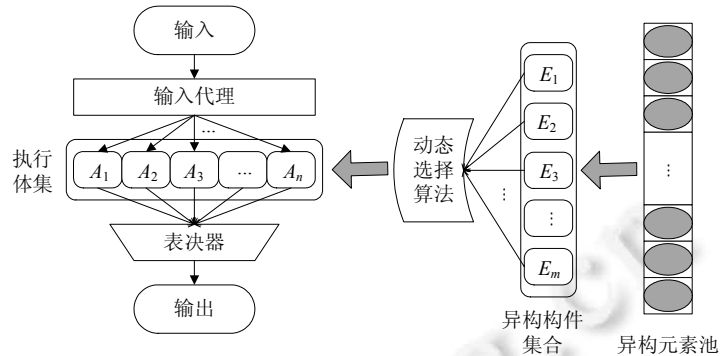 输入
输入代理
...
执行
体集
A1 A2 A3 ... An
表决器
输出
动态
选择
算法
E1
E2
E3
⋮
Em
⋮
异构构件
集合
⋮
异构元素池